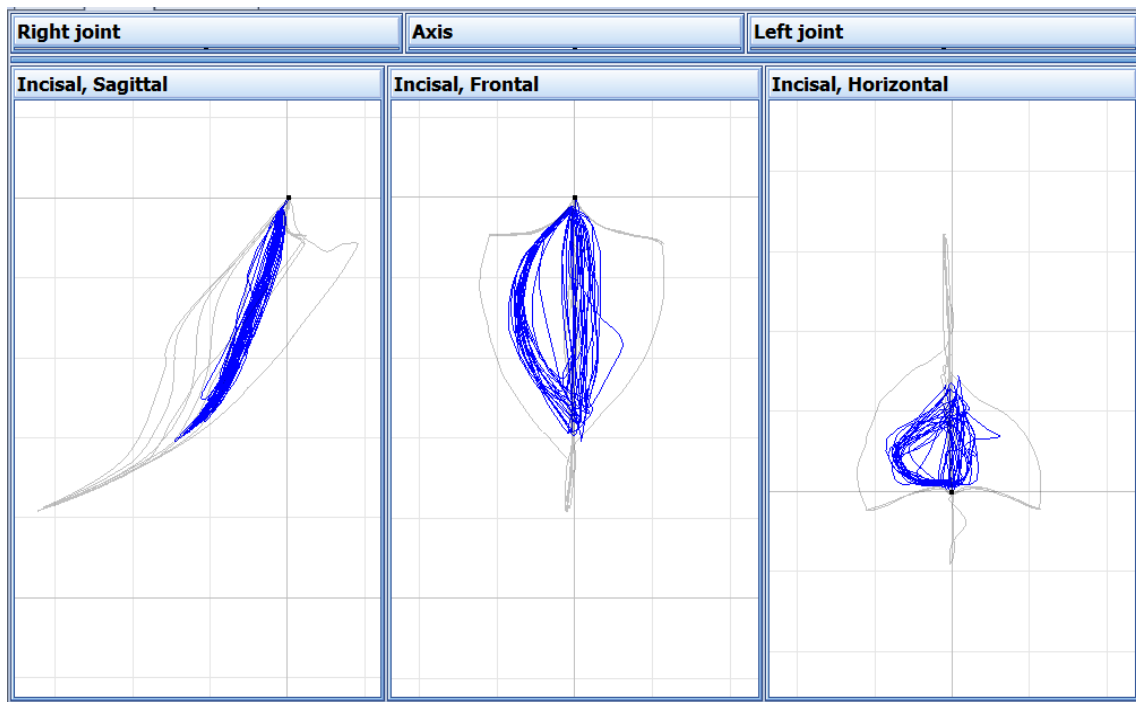 Right joint
Axis
Left joint
Incisal, Sagittal
Incisal, Frontal
Incisal, Horizontal